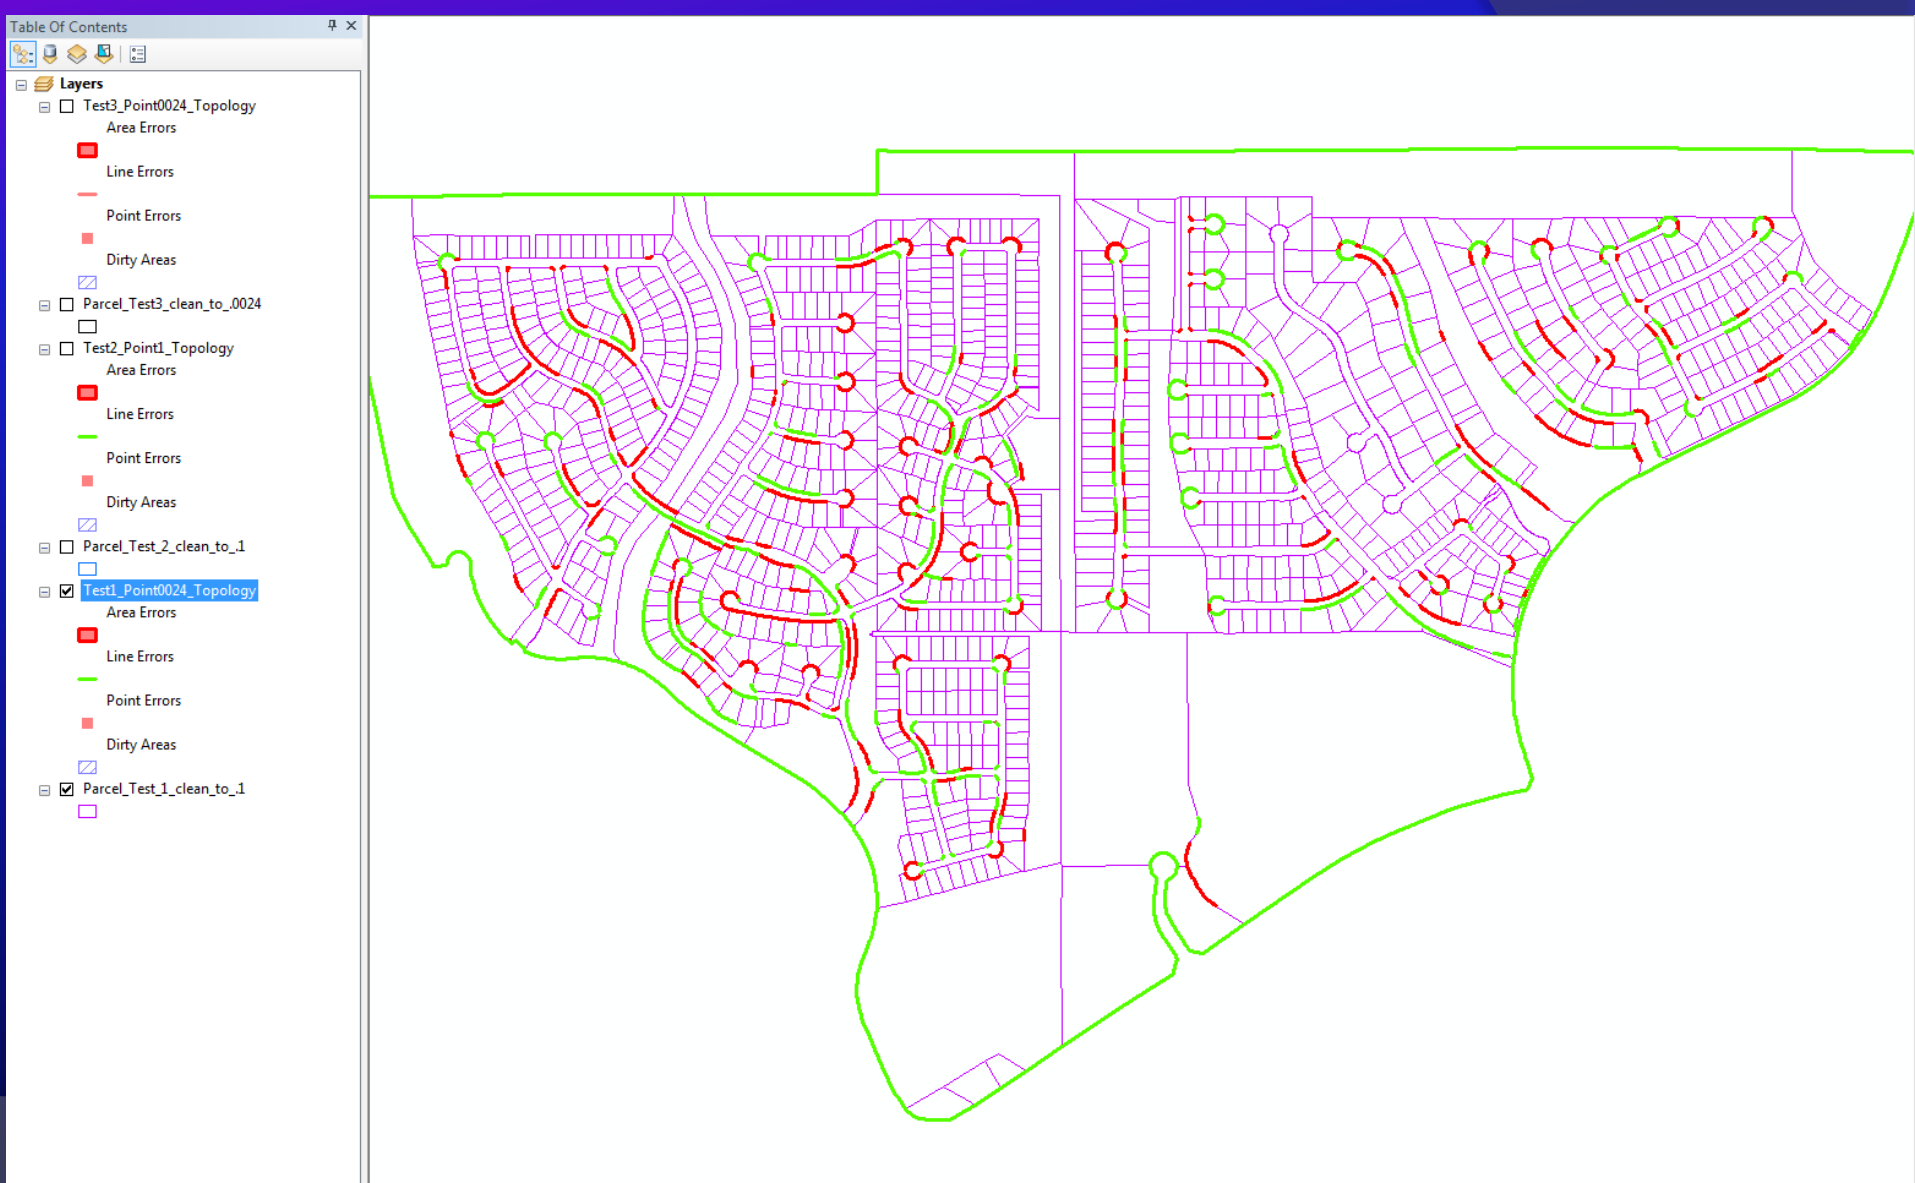 Table Of Contents
Layers
Test3_Point0024_Topology
Area Errors
Line Errors
Point Errors
Dirty Areas
Parcel_Test3_clean_to_.0024
Test2_Point1_Topology
Area Errors
Line Errors
Point Errors
Dirty Areas
Parcel_Test_2_clean_to_.1
Test1_Point0024_Topology
Area Errors
Line Errors
Point Errors
Dirty Areas
Parcel_Test_1_clean_to_.1